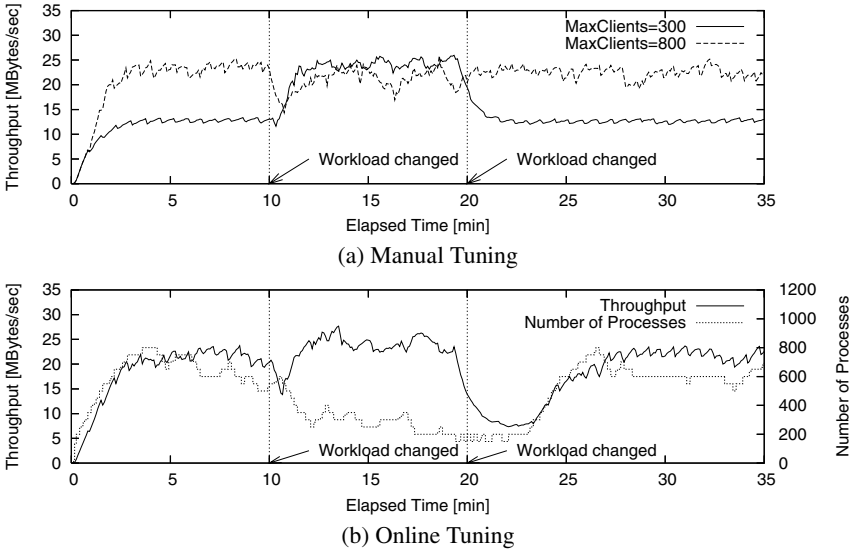 35
30
25
20
15
10
5
0
Throughput [MBytes/sec]
MaxClients=300
MaxClients=800
Workload changed
Workload changed
0 5 10 15 20 25 30 35
Elapsed Time [min]
(a) Manual Tuning
35
30
25
20
15
10
5
0
Throughput [MBytes/sec]
Throughput
Number of Processes
1200
1000
800
600
400
200
0
Number of Processes
Workload changed
Workload changed
0 5 10 15 20 25 30 35
Elapsed Time [min]
(b) Online Tuning